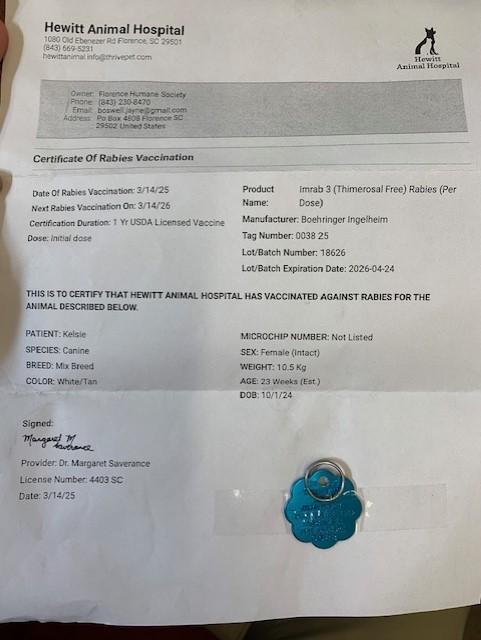 Hewitt Animal Hospital
1080 Old Ebenezer Rd Florence, SC 29501
(843) 669-5231
hewittanimal.info@thrivepet.com
Hewitt
Animal Hospital
Owner: Florence Humane Society
Phone: (843) 230-8470
Email: boswell.jayne@gmail.com
Address: Po Box 4808 Florence SC
29502 United States
Certificate Of Rabies Vaccination
Date Of Rabies Vaccination: 3/14/25
Next Rabies Vaccination On: 3/14/26
Certification Duration: 1 Yr USDA Licensed Vaccine
Dose: Initial dose
Product Name: Imrab 3 (Thimerosal Free) Rabies (Per
Dose)
Manufacturer: Boehringer Ingelheim
Tag Number: 0038 25
Lot/Batch Number: 18626
Lot/Batch Expiration Date: 2026-04-24
THIS IS TO CERTIFY THAT HEWITT ANIMAL HOSPITAL HAS VACCINATED AGAINST RABIES FOR THE
ANIMAL DESCRIBED BELOW.
PATIENT: Kelsie
SPECIES: Canine
BREED: Mix Breed
COLOR: White/Tan
MICROCHIP NUMBER: Not Listed
SEX: Female (Intact)
WEIGHT: 10.5 Kg
AGE: 23 Weeks (Est.)
DOB: 10/1/24
Signed:
Margaret M
Saverance
Provider: Dr. Margaret Saverance
License Number: 4403 SC
Date: 3/14/25